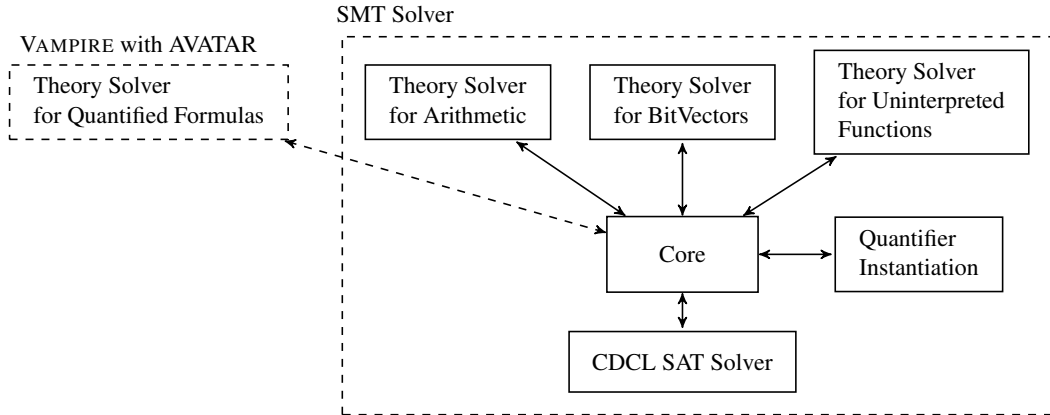 SMT Solver
VAMPIRE with AVATAR
Theory Solver
for Quantified Formulas
Theory Solver
for Arithmetic
Theory Solver
for BitVectors
Theory Solver
for Uninterpreted
Functions
Core
Quantifier
Instantiation
CDCL SAT Solver